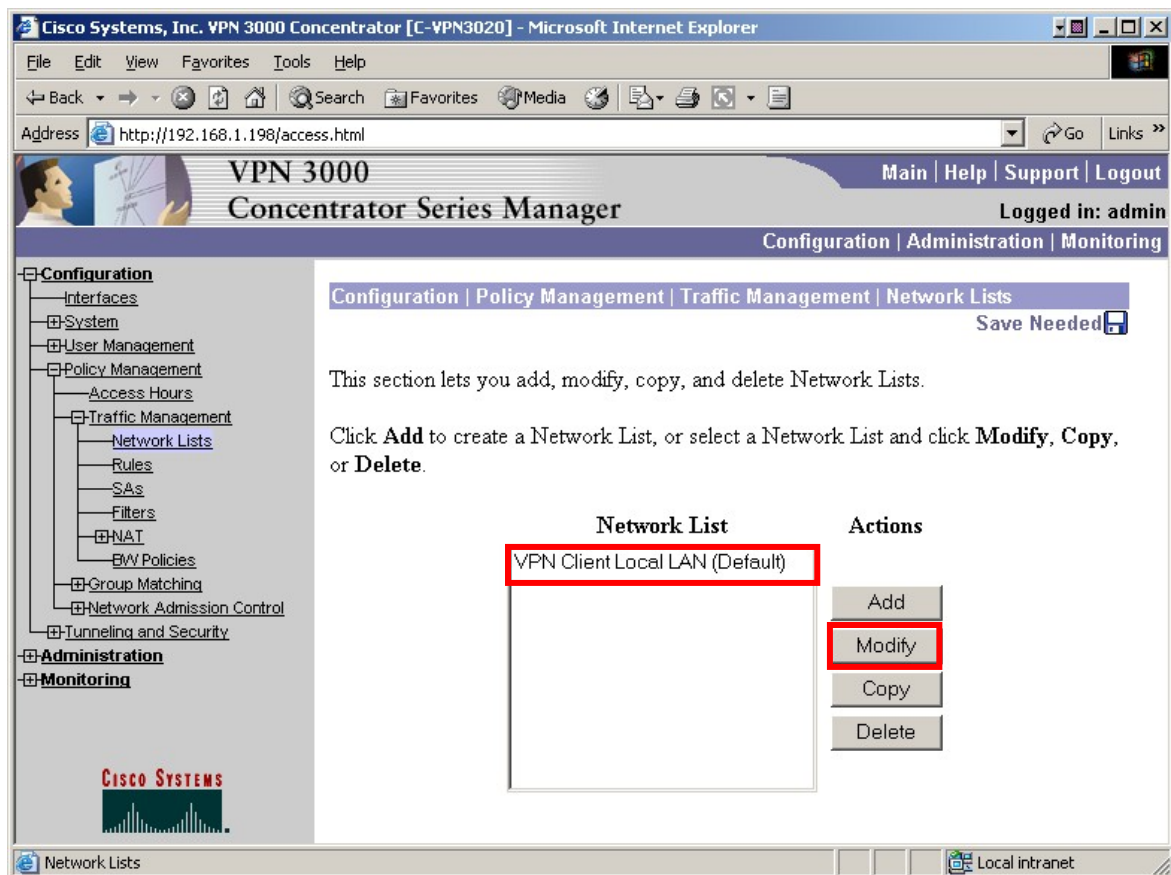 Cisco Systems, Inc. VPN 3000 Concentrator [C-VPN3020] - Microsoft Internet Explorer
File Edit View Favorites Tools Help
Back Search Favorites Media
Address http://192.168.1.198/access.html Go Links »
VPN 3000
Concentrator Series Manager
Main | Help | Support | Logout
Logged in: admin
Configuration | Administration | Monitoring
Configuration
Interfaces
System
User Management
Policy Management
Access Hours
Traffic Management
Network Lists
Rules
SAs
Filters
NAT
BW Policies
Group Matching
Network Admission Control
Tunneling and Security
Administration
Monitoring
CISCO SYSTEMS
Configuration | Policy Management | Traffic Management | Network Lists
Save Needed
This section lets you add, modify, copy, and delete Network Lists.
Click Add to create a Network List, or select a Network List and click Modify, Copy,
or Delete.
Network List Actions
VPN Client Local LAN (Default)
Add
Modify
Copy
Delete
Network Lists Local intranet